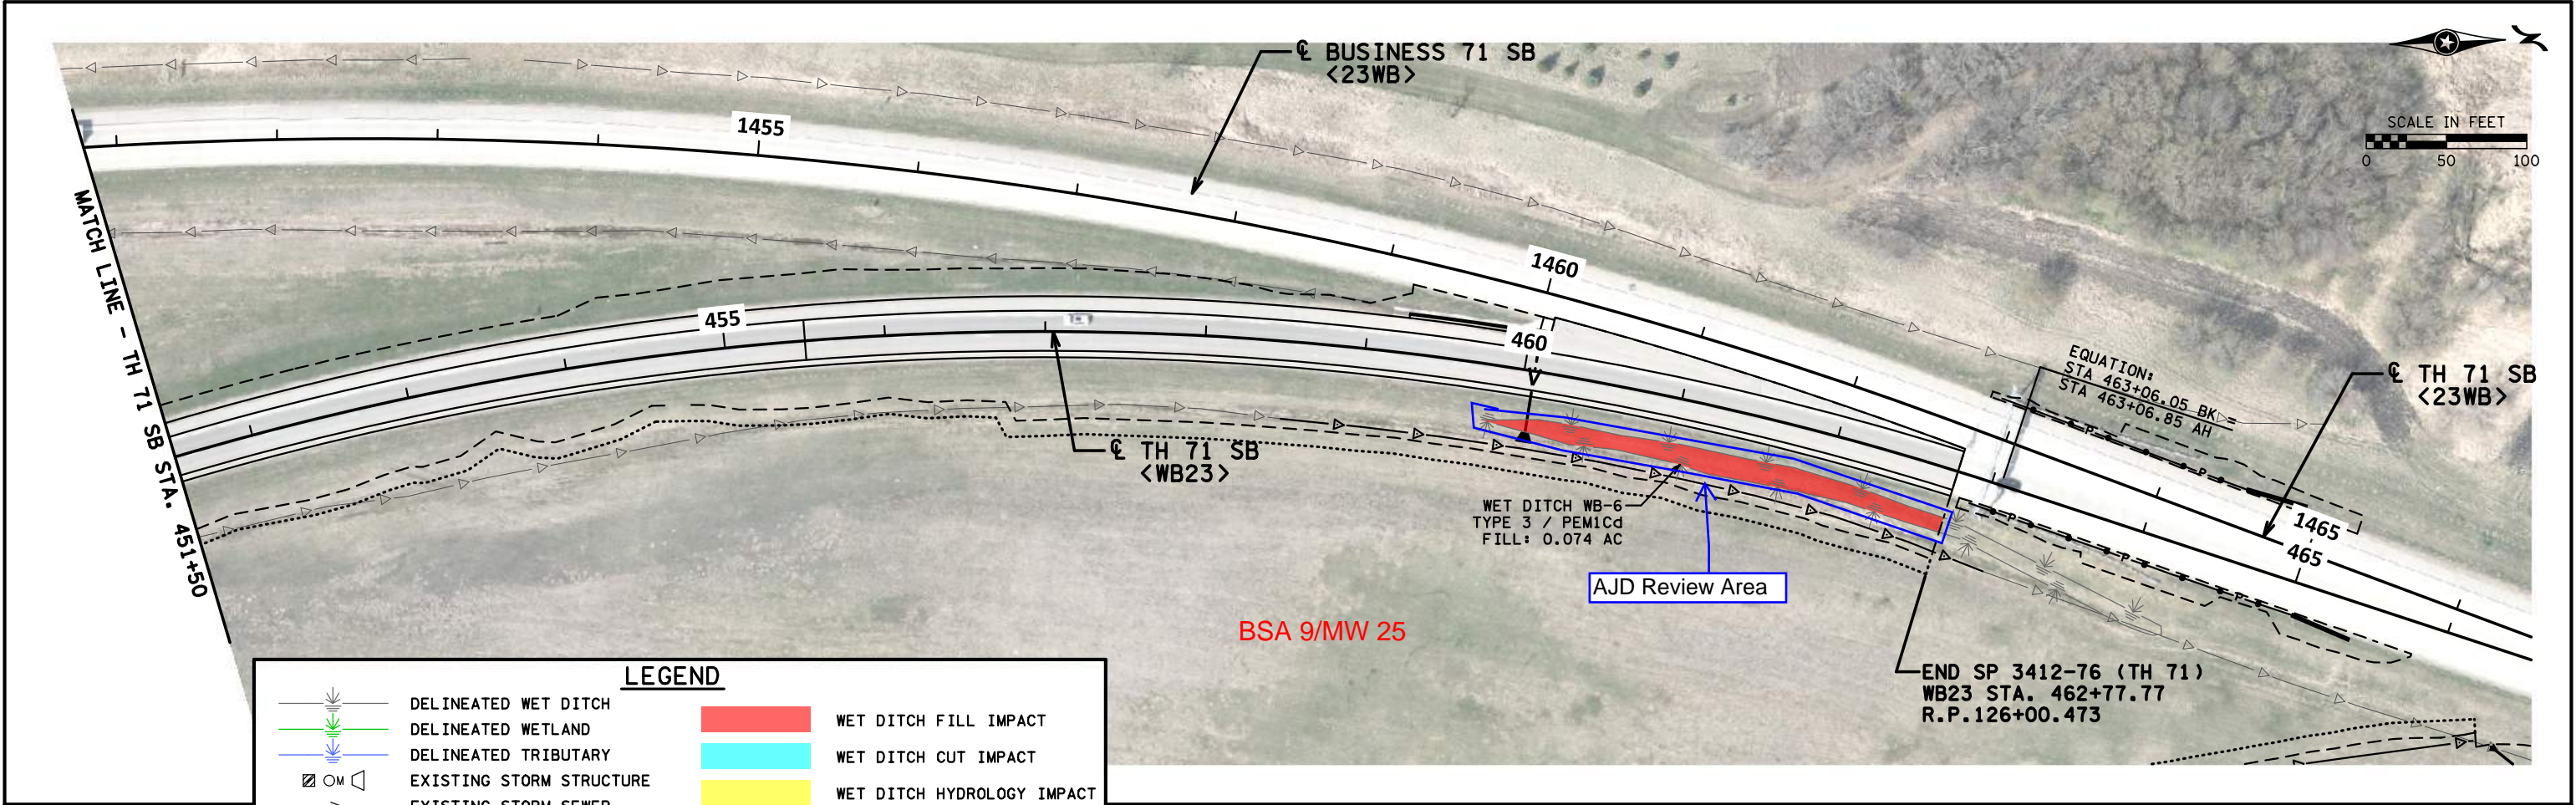 ℄ BUSINESS 71 SB
<23WB>
SCALE IN FEET
0 50 100
1455
MATCH LINE - TH 71 SB STA. 451+50
1460
455
460
EQUATION:
STA 463+06.05 BK=
STA 463+06.85 AH
℄ TH 71 SB
<23WB>
℄ TH 71 SB
<WB23>
P
P
P
P
1465
465
WET DITCH WB-6
TYPE 3 / PEM1Cd
FILL: 0.074 AC
AJD Review Area
BSA 9/MW 25
END SP 3412-76 (TH 71)
WB23 STA. 462+77.77
R.P.126+00.473
LEGEND
DELINEATED WET DITCH
DELINEATED WETLAND
DELINEATED TRIBUTARY
M EXISTING STORM STRUCTURE
EXISTING STORM SEWER
WET DITCH FILL IMPACT
WET DITCH CUT IMPACT
WET DITCH HYDROLOGY IMPACT